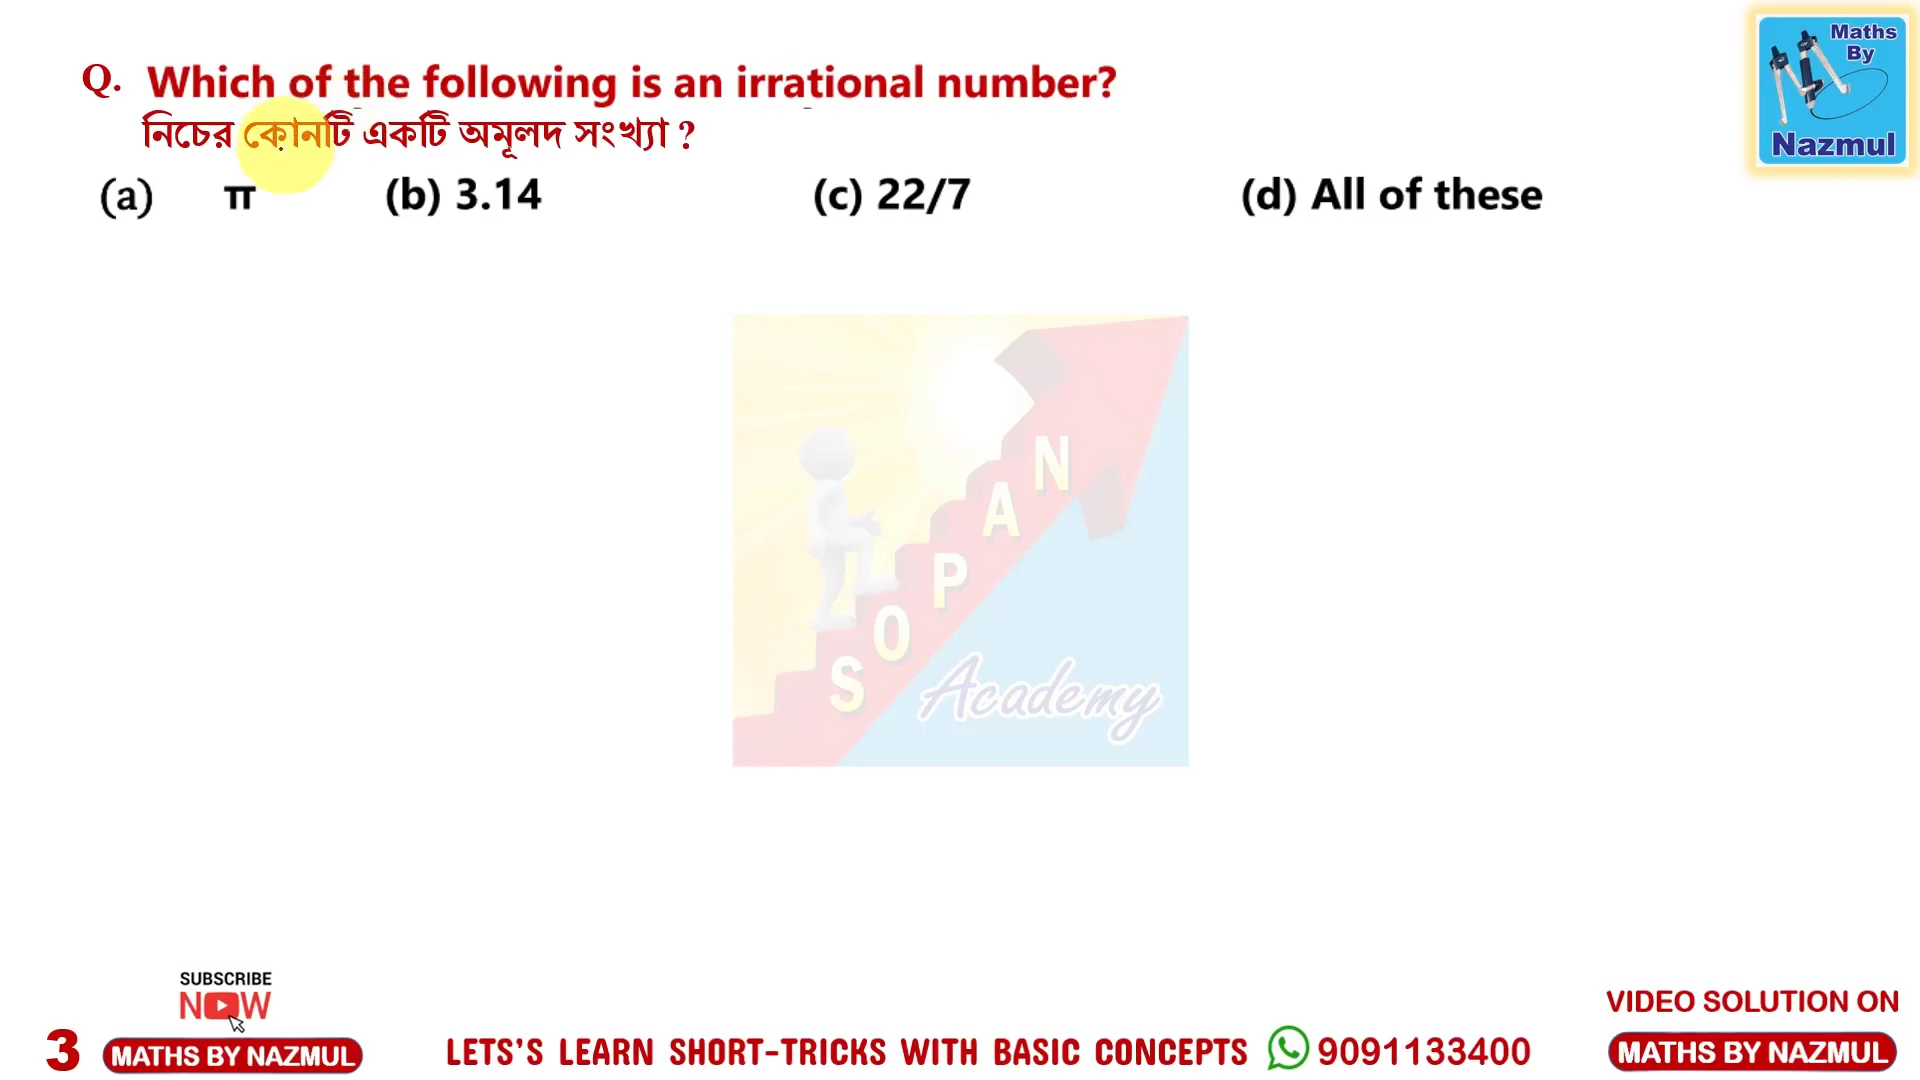 Maths
By
Nazmul
Q. Which of the following is an irrational number?
নিচের কোনটি একটি অমূলদ সংখ্যা ?
(a) π (b) 3.14 (c) 22/7 (d) All of these
SOPAN
Academy
SUBSCRIBE
NOW
VIDEO SOLUTION ON
3 MATHS BY NAZMUL LETS'S LEARN SHORT-TRICKS WITH BASIC CONCEPTS 9091133400 MATHS BY NAZMUL